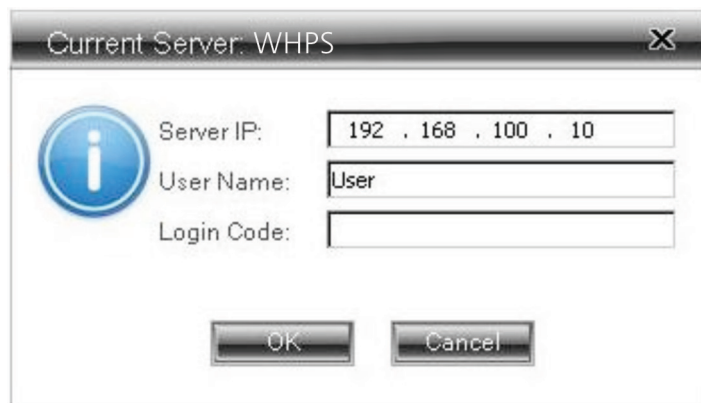 Current Server: WHPS
Server IP: 192 . 168 . 100 . 10
User Name: User
Login Code:
OK Cancel